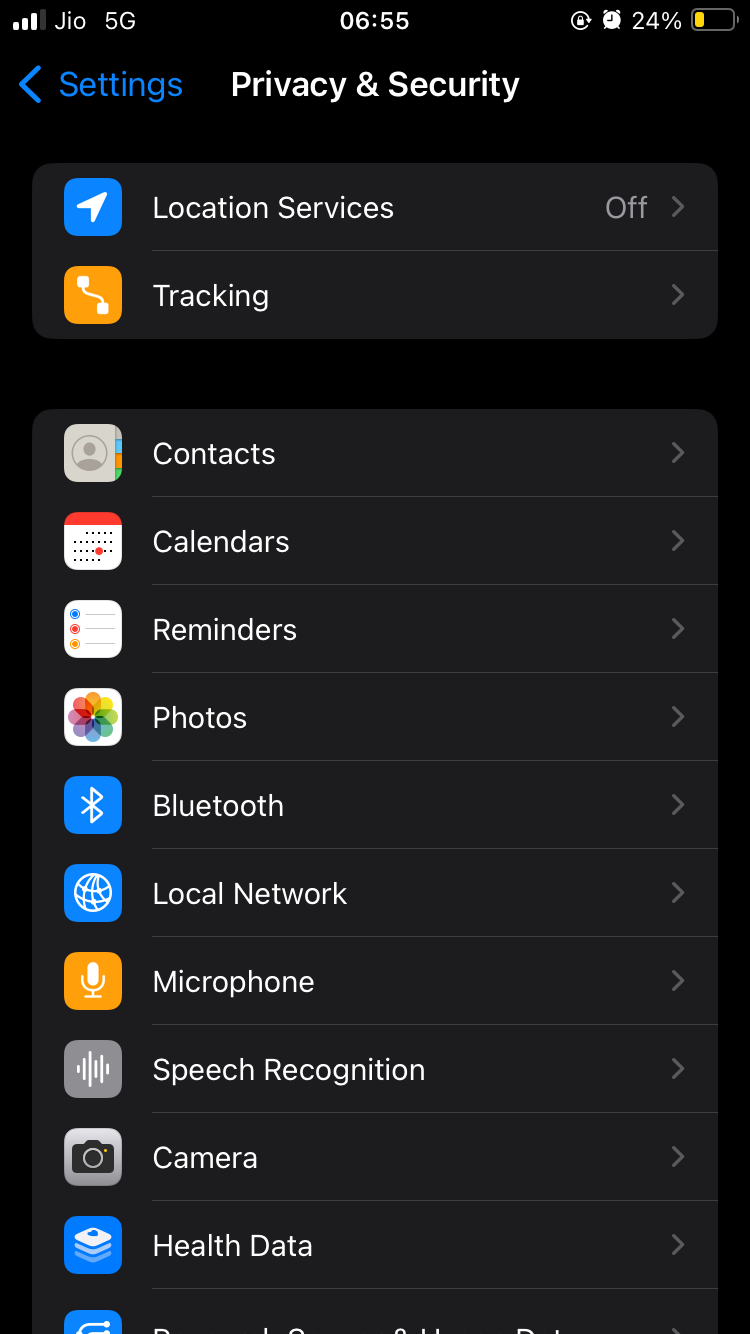 Jio 5G 06:55 24%
Settings Privacy & Security
Location Services Off
Tracking
Contacts
Calendars
Reminders
Photos
Bluetooth
Local Network
Microphone
Speech Recognition
Camera
Health Data